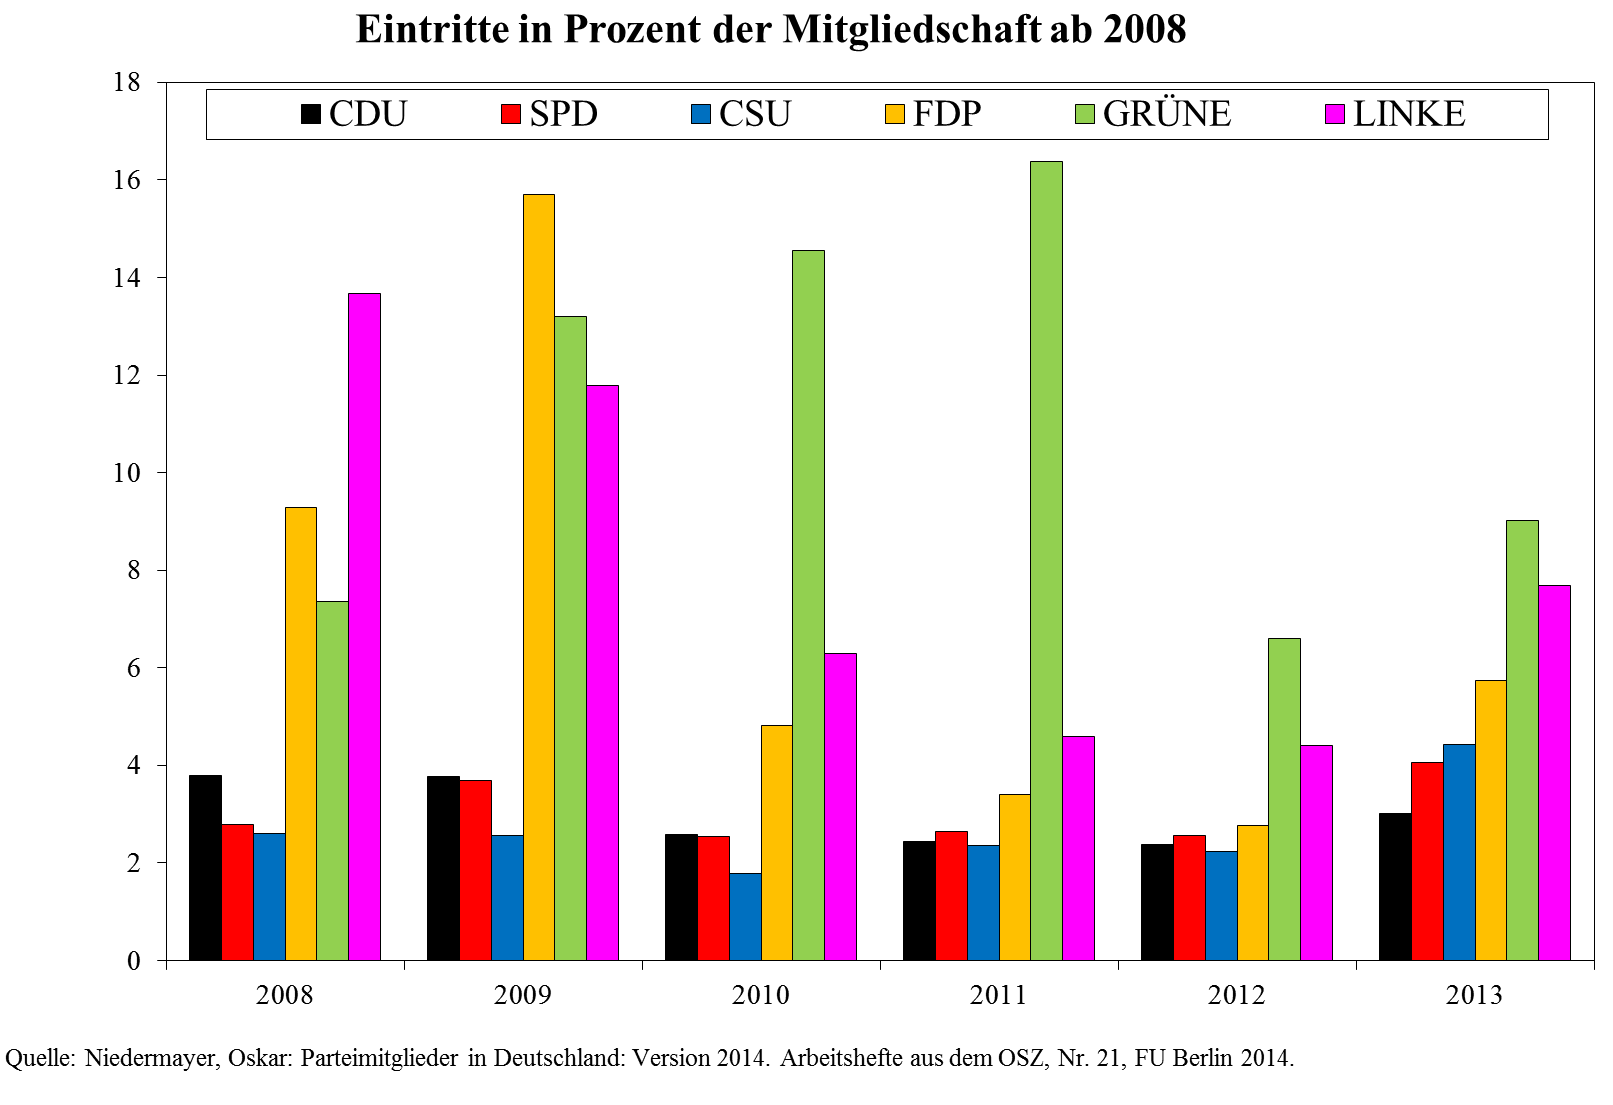 Eintritte in Prozent der Mitgliedschaft ab 2008
18
CDU SPD CSU FDP GRÜNE LINKE
16
14
12
10
8
6
4
2
0
2008 2009 2010 2011 2012 2013
Quelle: Niedermayer, Oskar: Parteimitglieder in Deutschland: Version 2014. Arbeitshefte aus dem OSZ, Nr. 21, FU Berlin 2014.